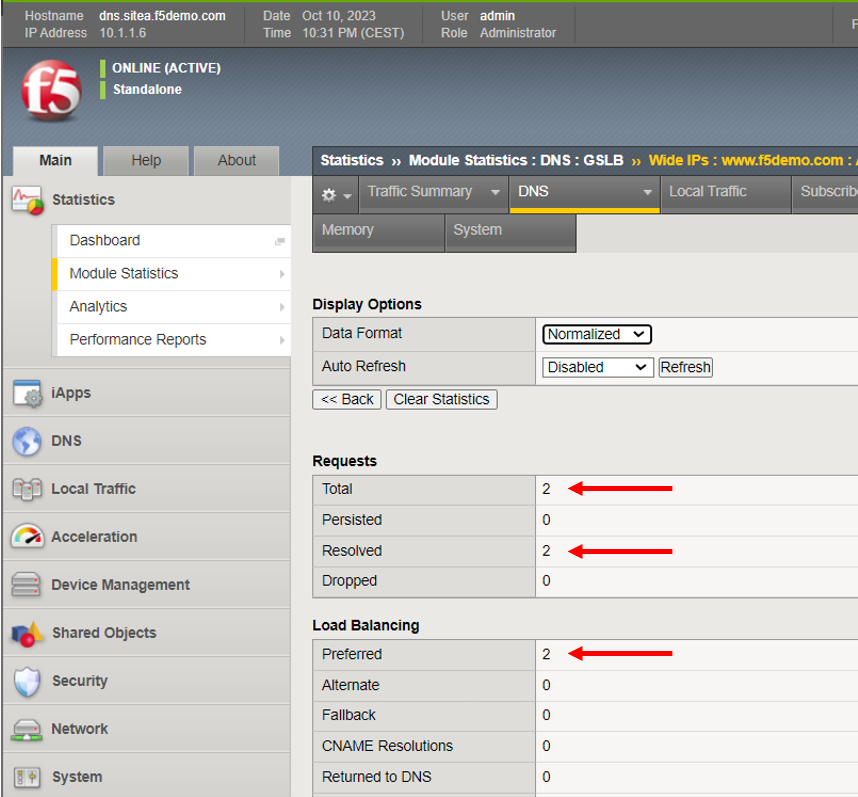 Hostname dns.sitea.f5demo.com Date Oct 10, 2023 User admin
IP Address 10.1.1.6 Time 10:31 PM (CEST) Role Administrator
f5
ONLINE (ACTIVE)
Standalone
Main Help About
Statistics
Dashboard
Module Statistics
Analytics
Performance Reports
iApps
DNS
Local Traffic
Acceleration
Device Management
Shared Objects
Security
Network
System
Statistics ›› Module Statistics : DNS : GSLB ›› Wide IPs : www.f5demo.com :
Traffic Summary DNS Local Traffic Subscrib
Memory System
Display Options
Data Format Normalized
Auto Refresh Disabled Refresh
<< Back Clear Statistics
Requests
Total 2
Persisted 0
Resolved 2
Dropped 0
Load Balancing
Preferred 2
Alternate 0
Fallback 0
CNAME Resolutions 0
Returned to DNS 0